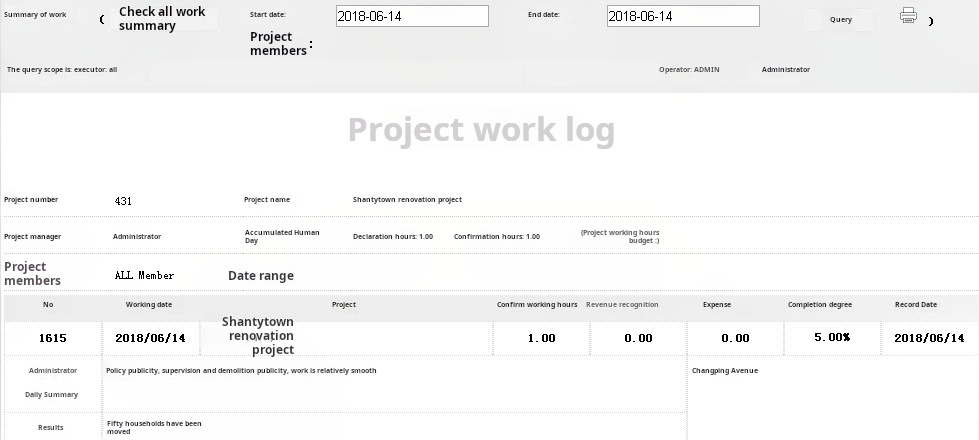 Summary of work ( Check all work summary Start date: 2018-06-14 End date: 2018-06-14 Query )
Project members :
The query scope is: executor: all Operator: ADMIN Administrator
Project work log
Project number 431 Project name Shantytown renovation project
Project manager Administrator Accumulated Human Day Declaration hours: 1.00 Confirmation hours: 1.00 (Project working hours budget :)
Project members ALL Member Date range
No Working date Project Confirm working hours Revenue recognition Expense Completion degree Record Date
1615 2018/06/14 Shantytown renovation project 1.00 0.00 0.00 5.00% 2018/06/14
Administrator Policy publicity, supervision and demolition publicity, work is relatively smooth Changping Avenue
Daily Summary
Results Fifty households have been moved